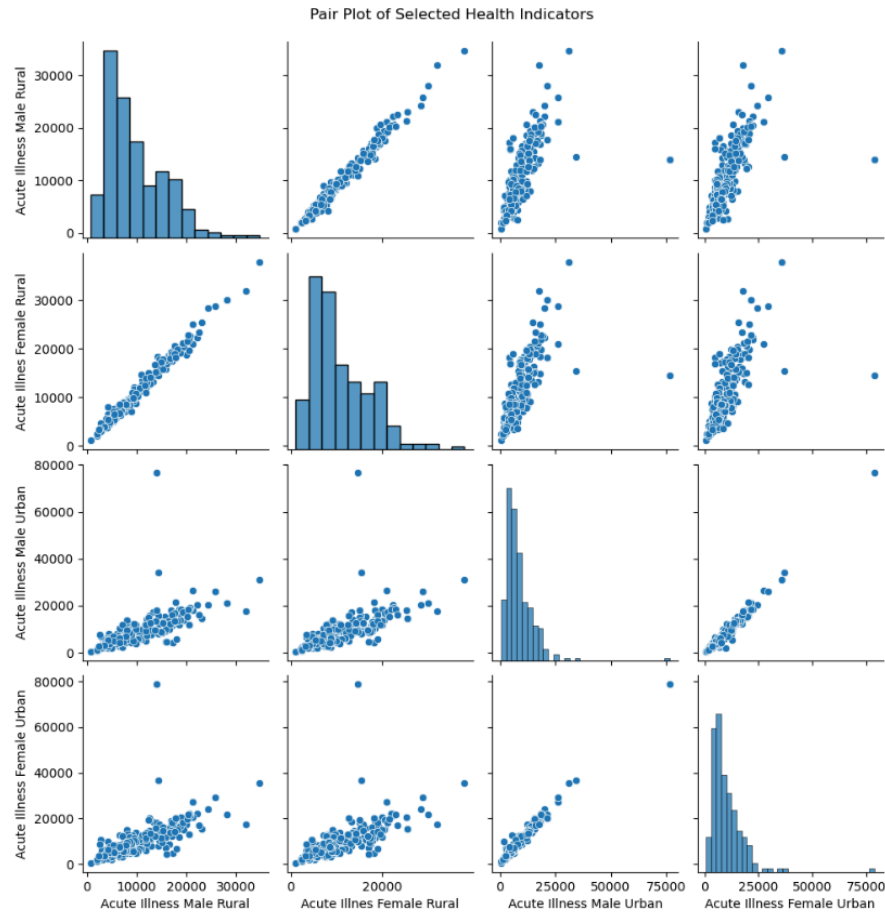 Pair Plot of Selected Health Indicators
Acute Illness Male Rural
30000
20000
10000
0
Acute Illnes Female Rural
30000
20000
10000
0
Acute Illness Male Urban
80000
60000
40000
20000
0
Acute Illness Female Urban
80000
60000
40000
20000
0
0 10000 20000 30000
0 20000
0 25000 50000 75000
0 25000 50000 75000
Acute Illness Male Rural
Acute Illnes Female Rural
Acute Illness Male Urban
Acute Illness Female Urban